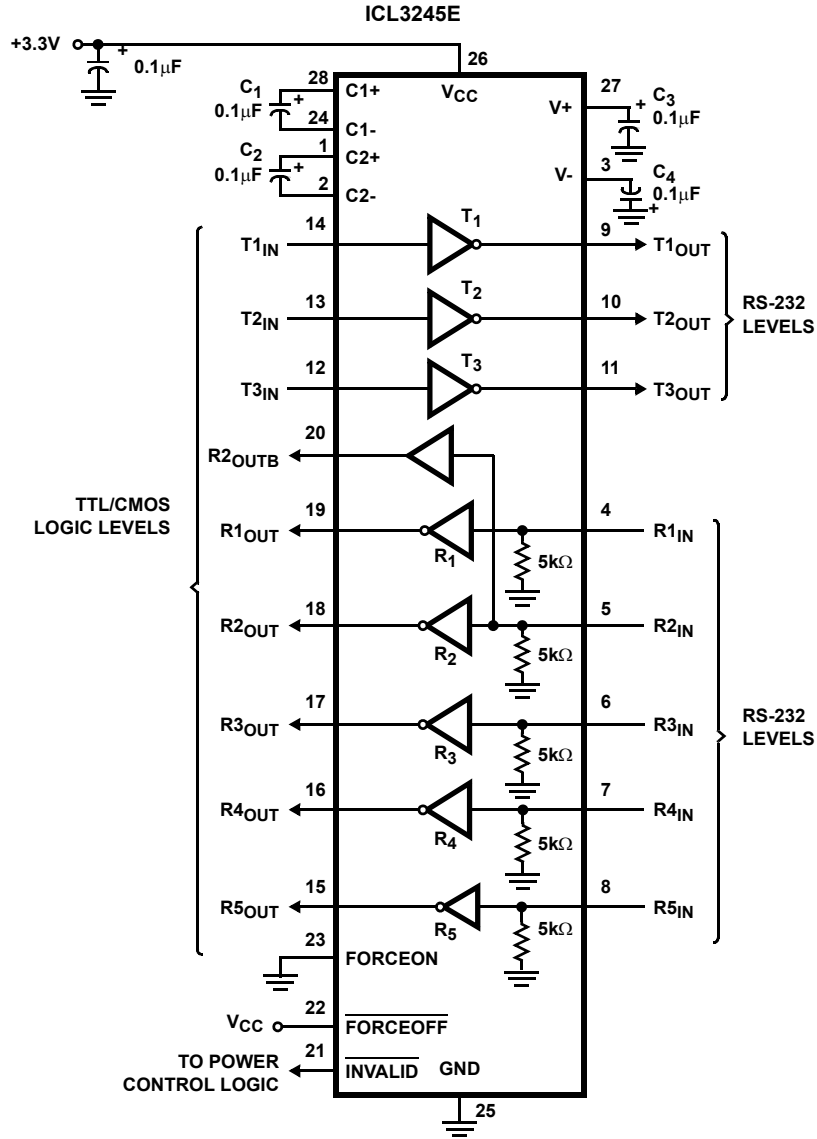 ICL3245E
+3.3V
+
0.1μF
26
VCC
C1
0.1μF
+
28
C1+
24
C1-
C2
0.1μF
+
1
C2+
2
C2-
27
V+
+
C3
0.1μF
3
V-
C4
0.1μF
+
T1IN
14
T1
9
T1OUT
T2IN
13
T2
10
T2OUT
T3IN
12
T3
11
T3OUT
RS-232
LEVELS
R2OUTB
20
TTL/CMOS
LOGIC LEVELS
R1OUT
19
R1
5kΩ
4
R1IN
R2OUT
18
R2
5kΩ
5
R2IN
R3OUT
17
R3
5kΩ
6
R3IN
RS-232
LEVELS
R4OUT
16
R4
5kΩ
7
R4IN
R5OUT
15
R5
5kΩ
8
R5IN
23
FORCEON
VCC
22
FORCEOFF
TO POWER
CONTROL LOGIC
21
INVALID
GND
25